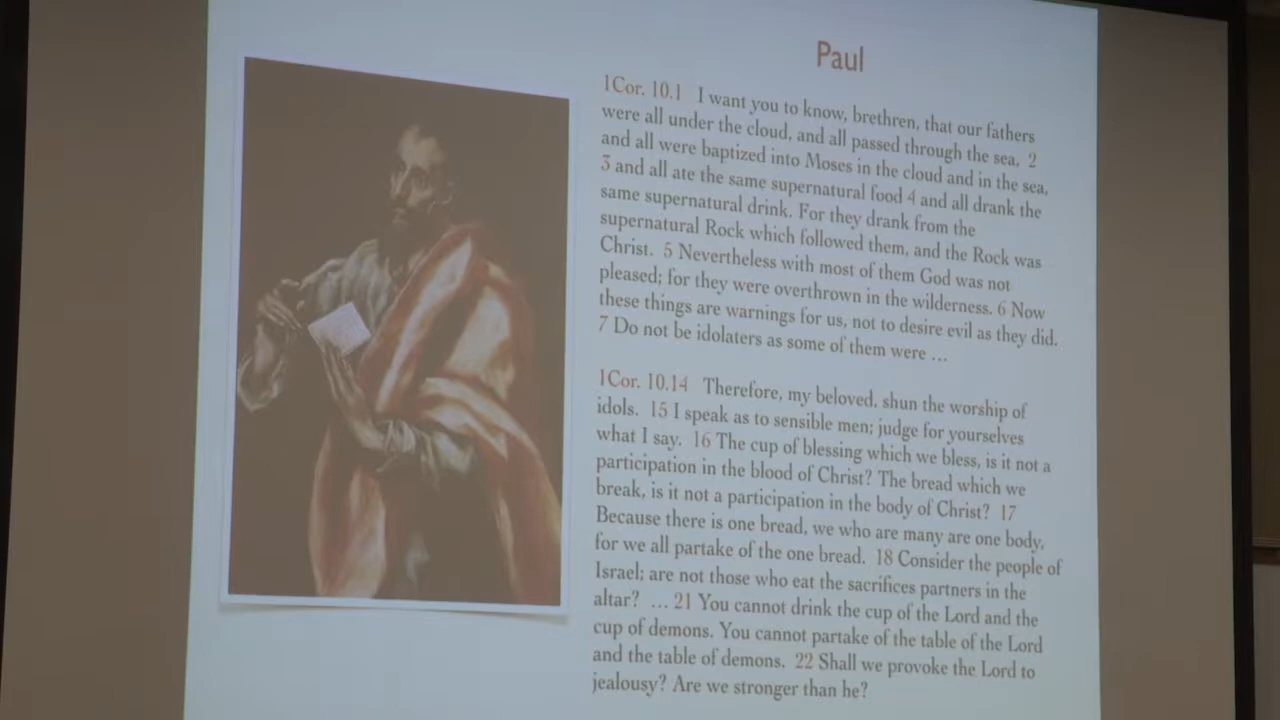 Paul
1Cor. 10.1 I want you to know, brethren, that our fathers
were all under the cloud, and all passed through the sea, 2
and all were baptized into Moses in the cloud and in the sea,
3 and all ate the same supernatural food 4 and all drank the
same supernatural drink. For they drank from the
supernatural Rock which followed them, and the Rock was
Christ. 5 Nevertheless with most of them God was not
pleased; for they were overthrown in the wilderness. 6 Now
these things are warnings for us, not to desire evil as they did.
7 Do not be idolaters as some of them were ...
1Cor. 10.14 Therefore, my beloved, shun the worship of
idols. 15 I speak as to sensible men; judge for yourselves
what I say. 16 The cup of blessing which we bless, is it not a
participation in the blood of Christ? The bread which we
break, is it not a participation in the body of Christ? 17
Because there is one bread, we who are many are one body,
for we all partake of the one bread. 18 Consider the people of
Israel; are not those who eat the sacrifices partners in the
altar? ... 21 You cannot drink the cup of the Lord and the
cup of demons. You cannot partake of the table of the Lord
and the table of demons. 22 Shall we provoke the Lord to
jealousy? Are we stronger than he?